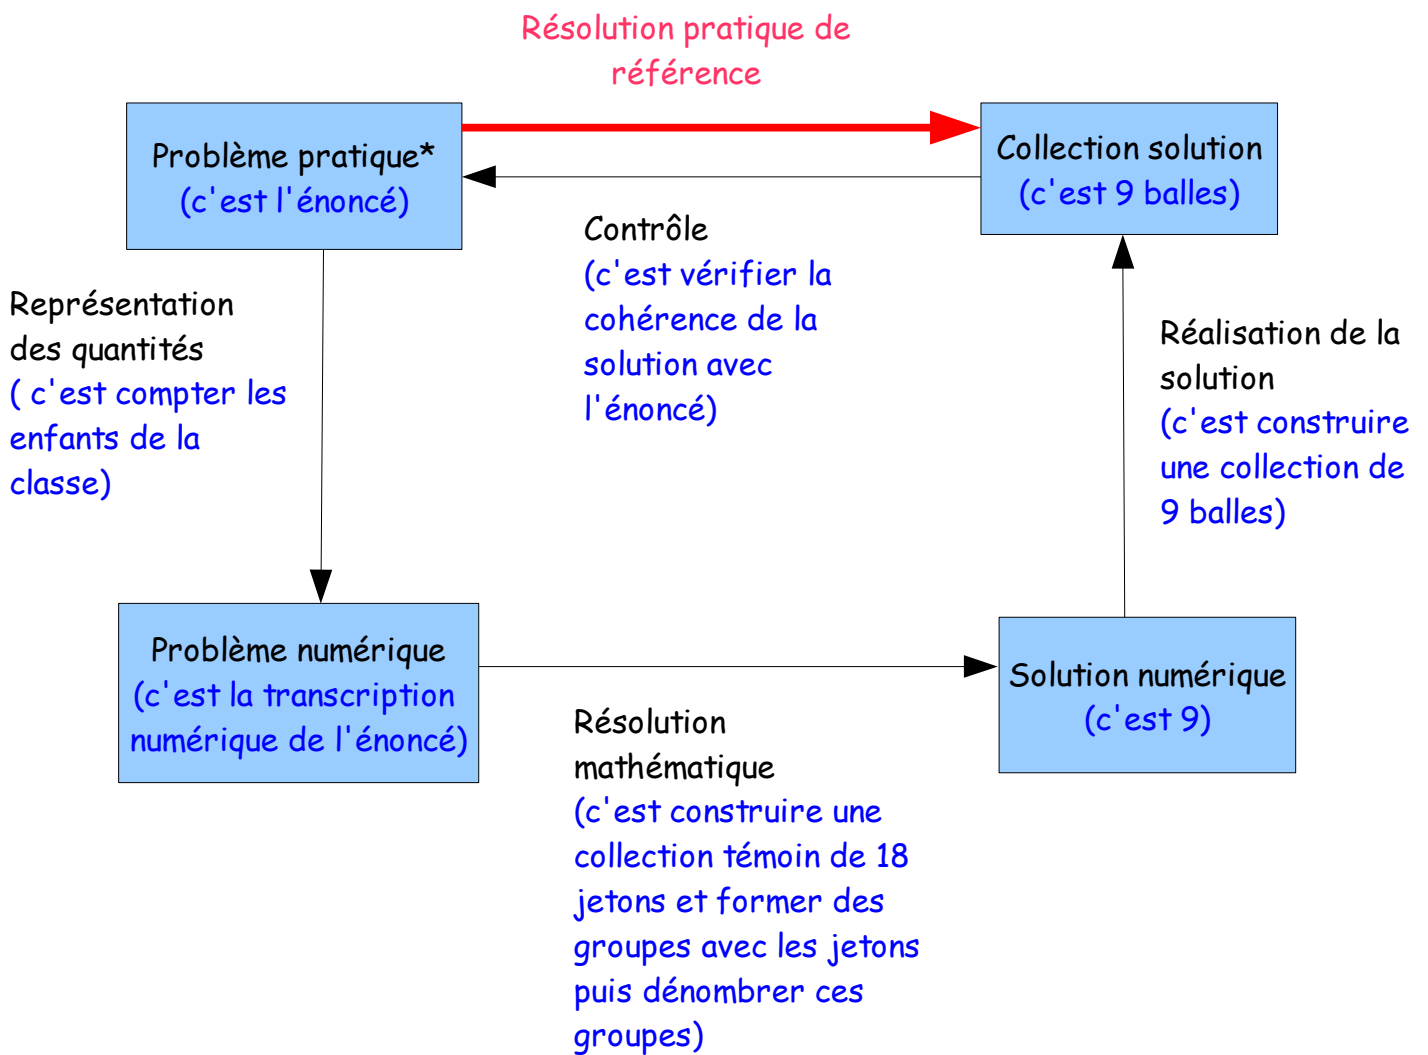 Résolution pratique de
référence
Problème pratique*
(c'est l'énoncé)
Collection solution
(c'est 9 balles)
Contrôle
(c'est vérifier la
cohérence de la
solution avec
l'énoncé)
Représentation
des quantités
( c'est compter les
enfants de la
classe)
Réalisation de la
solution
(c'est construire
une collection de
9 balles)
Problème numérique
(c'est la transcription
numérique de l'énoncé)
Solution numérique
(c'est 9)
Résolution
mathématique
(c'est construire une
collection témoin de 18
jetons et former des
groupes avec les jetons
puis dénombrer ces
groupes)